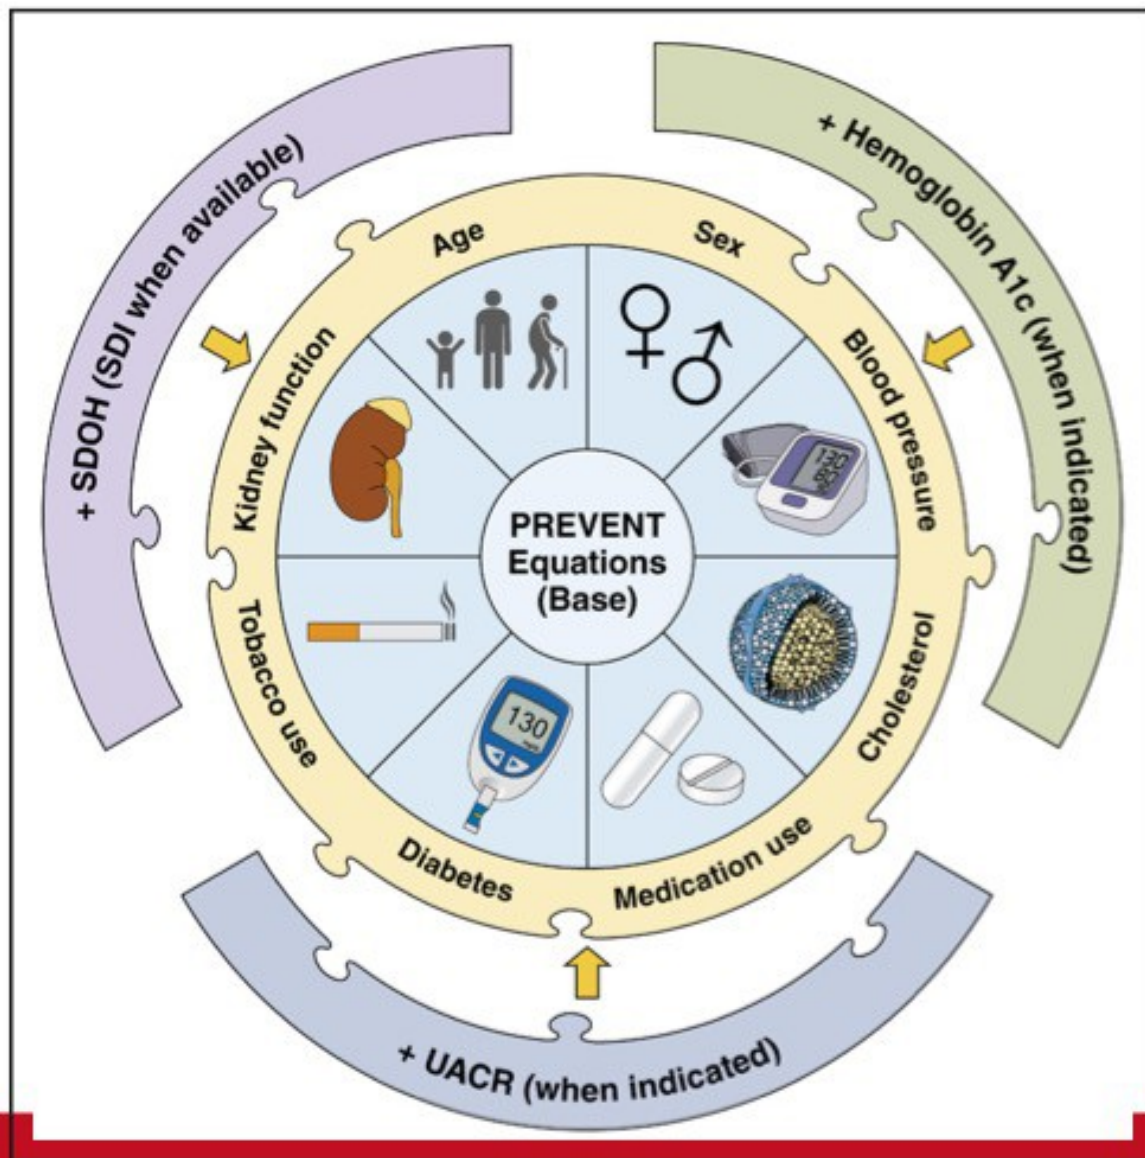 + SDOH (SDI when available)
+ Hemoglobin A1c (when indicated)
Age
Sex
Kidney function
Blood pressure
130
80
PREVENT
Equations
(Base)
Tobacco use
Cholesterol
130
Diabetes
Medication use
+ UACR (when indicated)